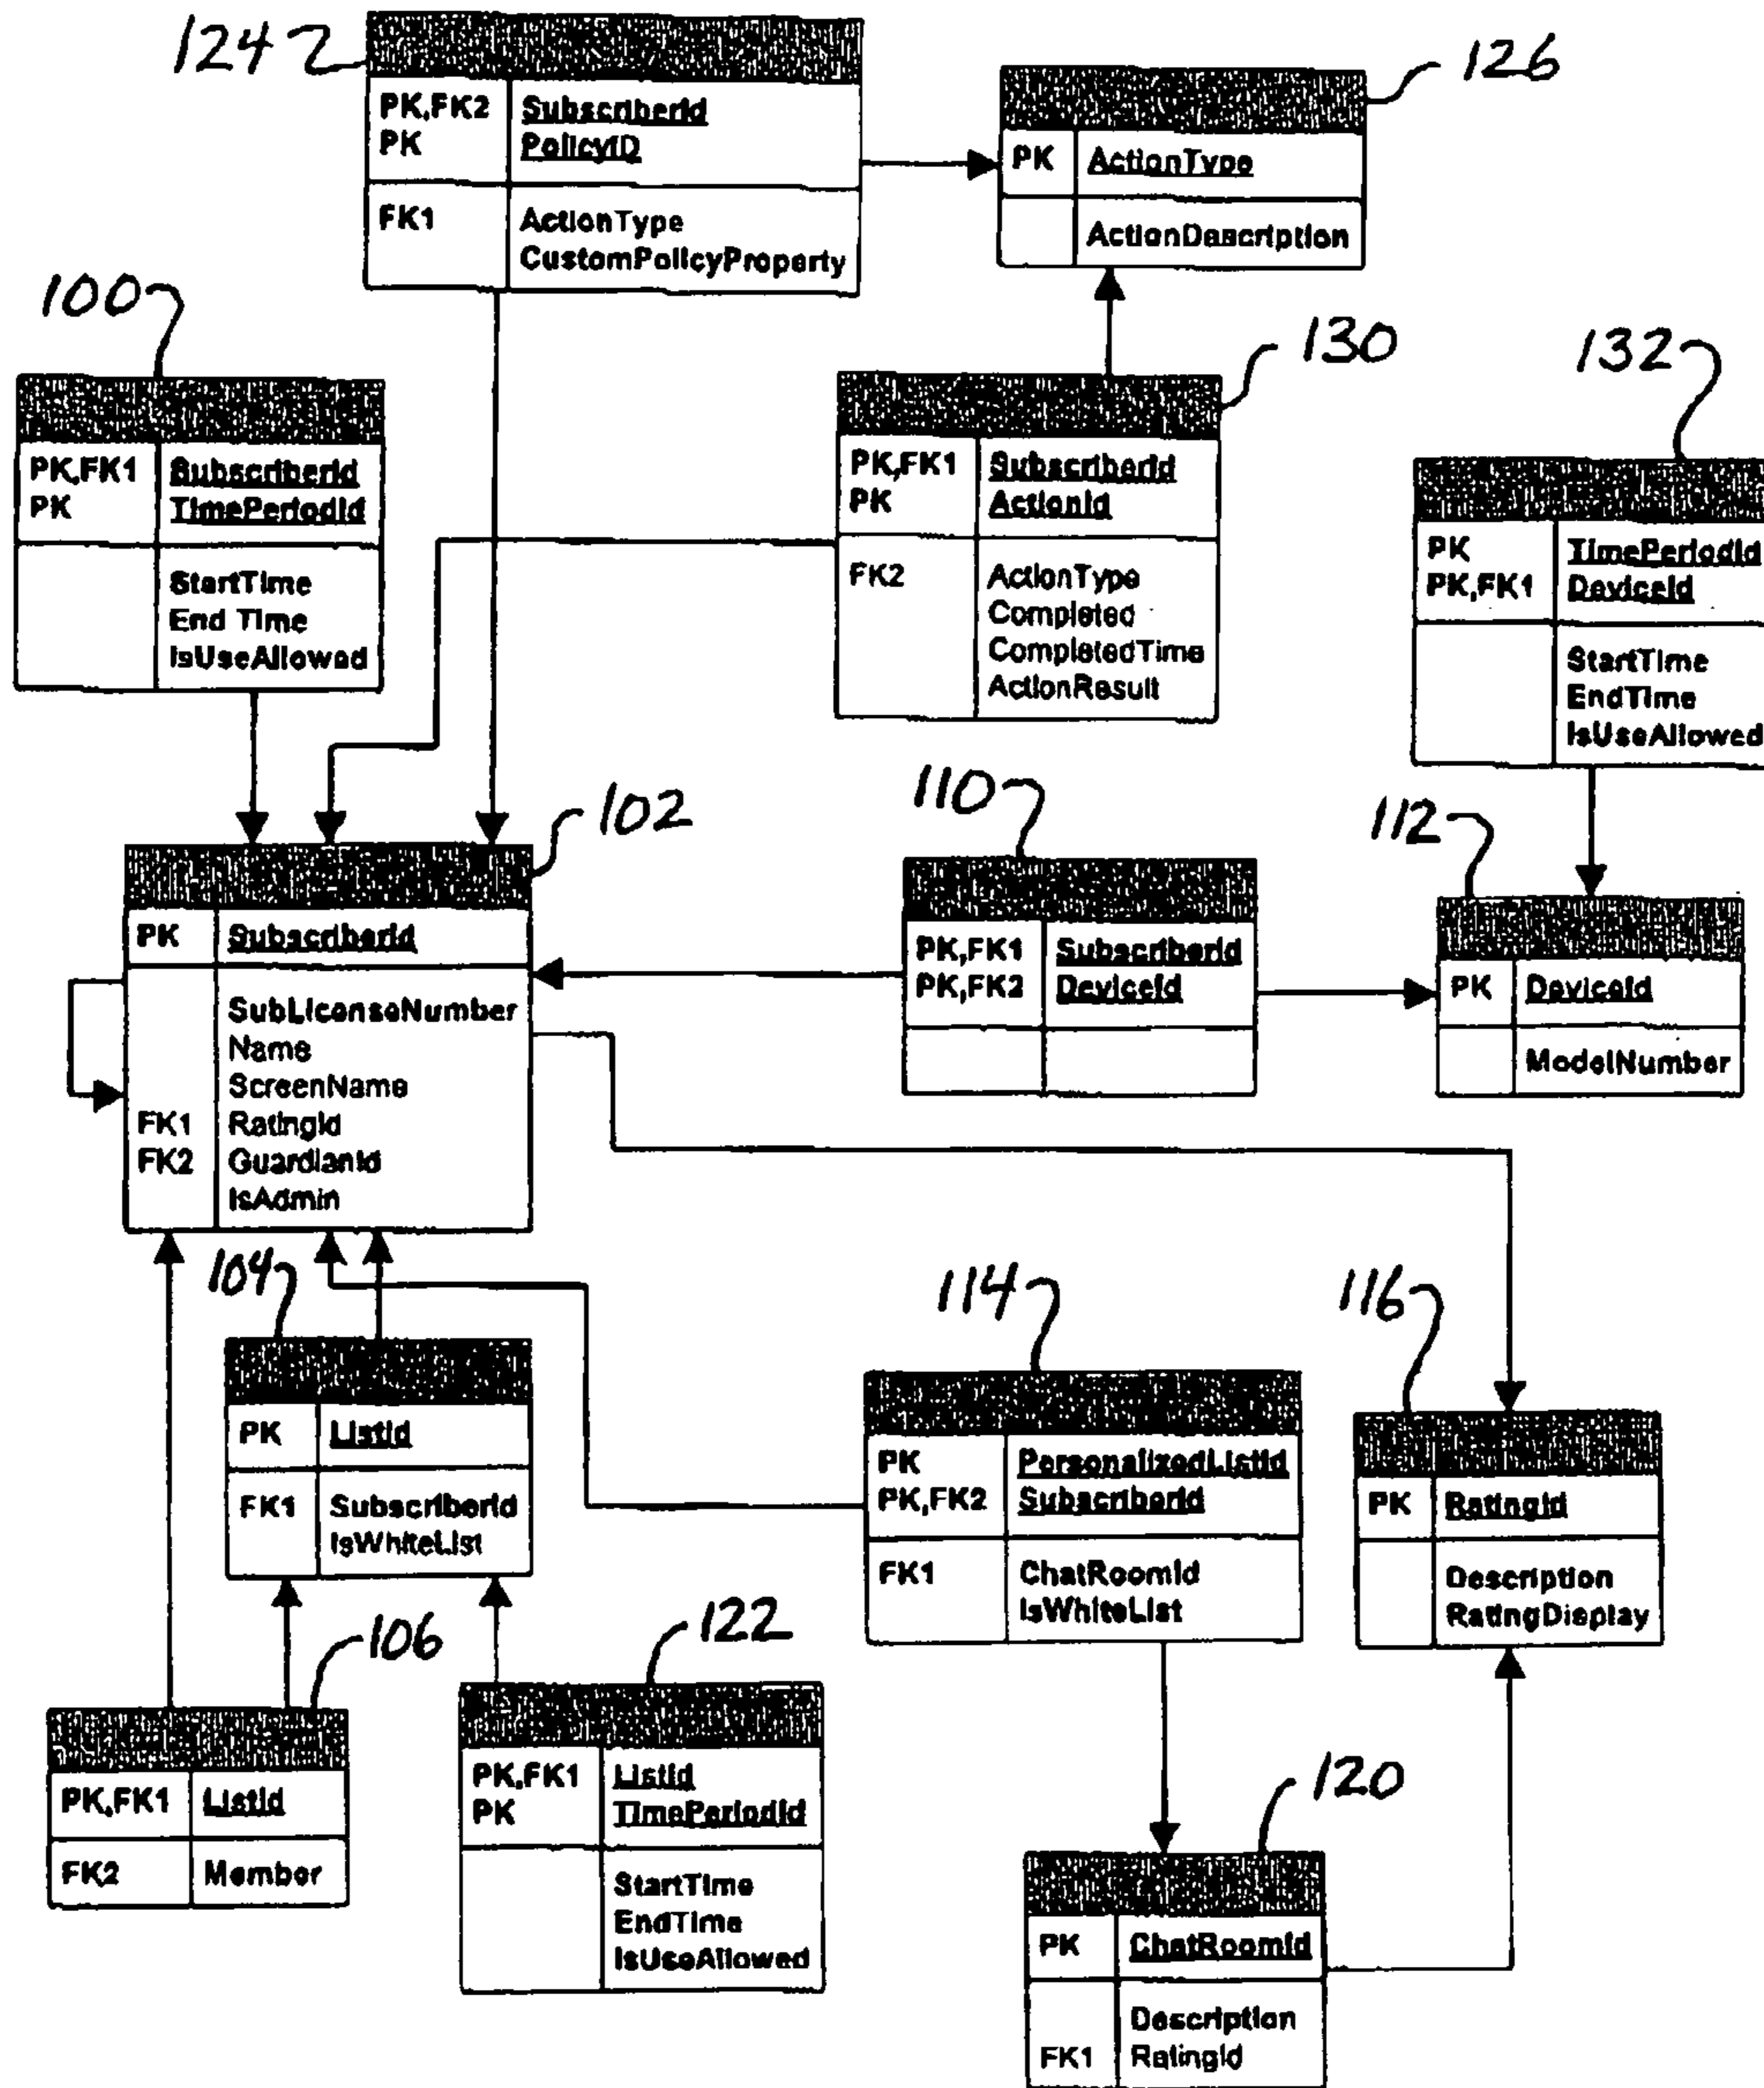 124
PK,FK2 SubscriberId
PK PolicyID
FK1 ActionType
CustomPolicyProperty
126
PK ActionType
ActionDescription
100
PK,FK1 SubscriberId
PK TimePeriodId
StartTime
End Time
IsUseAllowed
130
PK,FK1 SubscriberId
PK ActionId
FK2 ActionType
Completed
CompletedTime
ActionResult
132
PK TimePeriodId
PK,FK1 DeviceId
StartTime
EndTime
IsUseAllowed
102
PK SubscriberId
SubLicenseNumber
Name
ScreenName
FK1 RatingId
FK2 GuardianId
IsAdmin
110
PK,FK1 SubscriberId
PK,FK2 DeviceId
112
PK DeviceId
ModelNumber
104
PK ListId
FK1 SubscriberId
IsWhiteList
114
PK PersonalizedListId
PK,FK2 SubscriberId
FK1 ChatRoomId
IsWhiteList
116
PK RatingId
Description
RatingDisplay
106
PK,FK1 ListId
FK2 Member
122
PK,FK1 ListId
PK TimePeriodId
StartTime
EndTime
IsUseAllowed
120
PK ChatRoomId
Description
FK1 RatingId